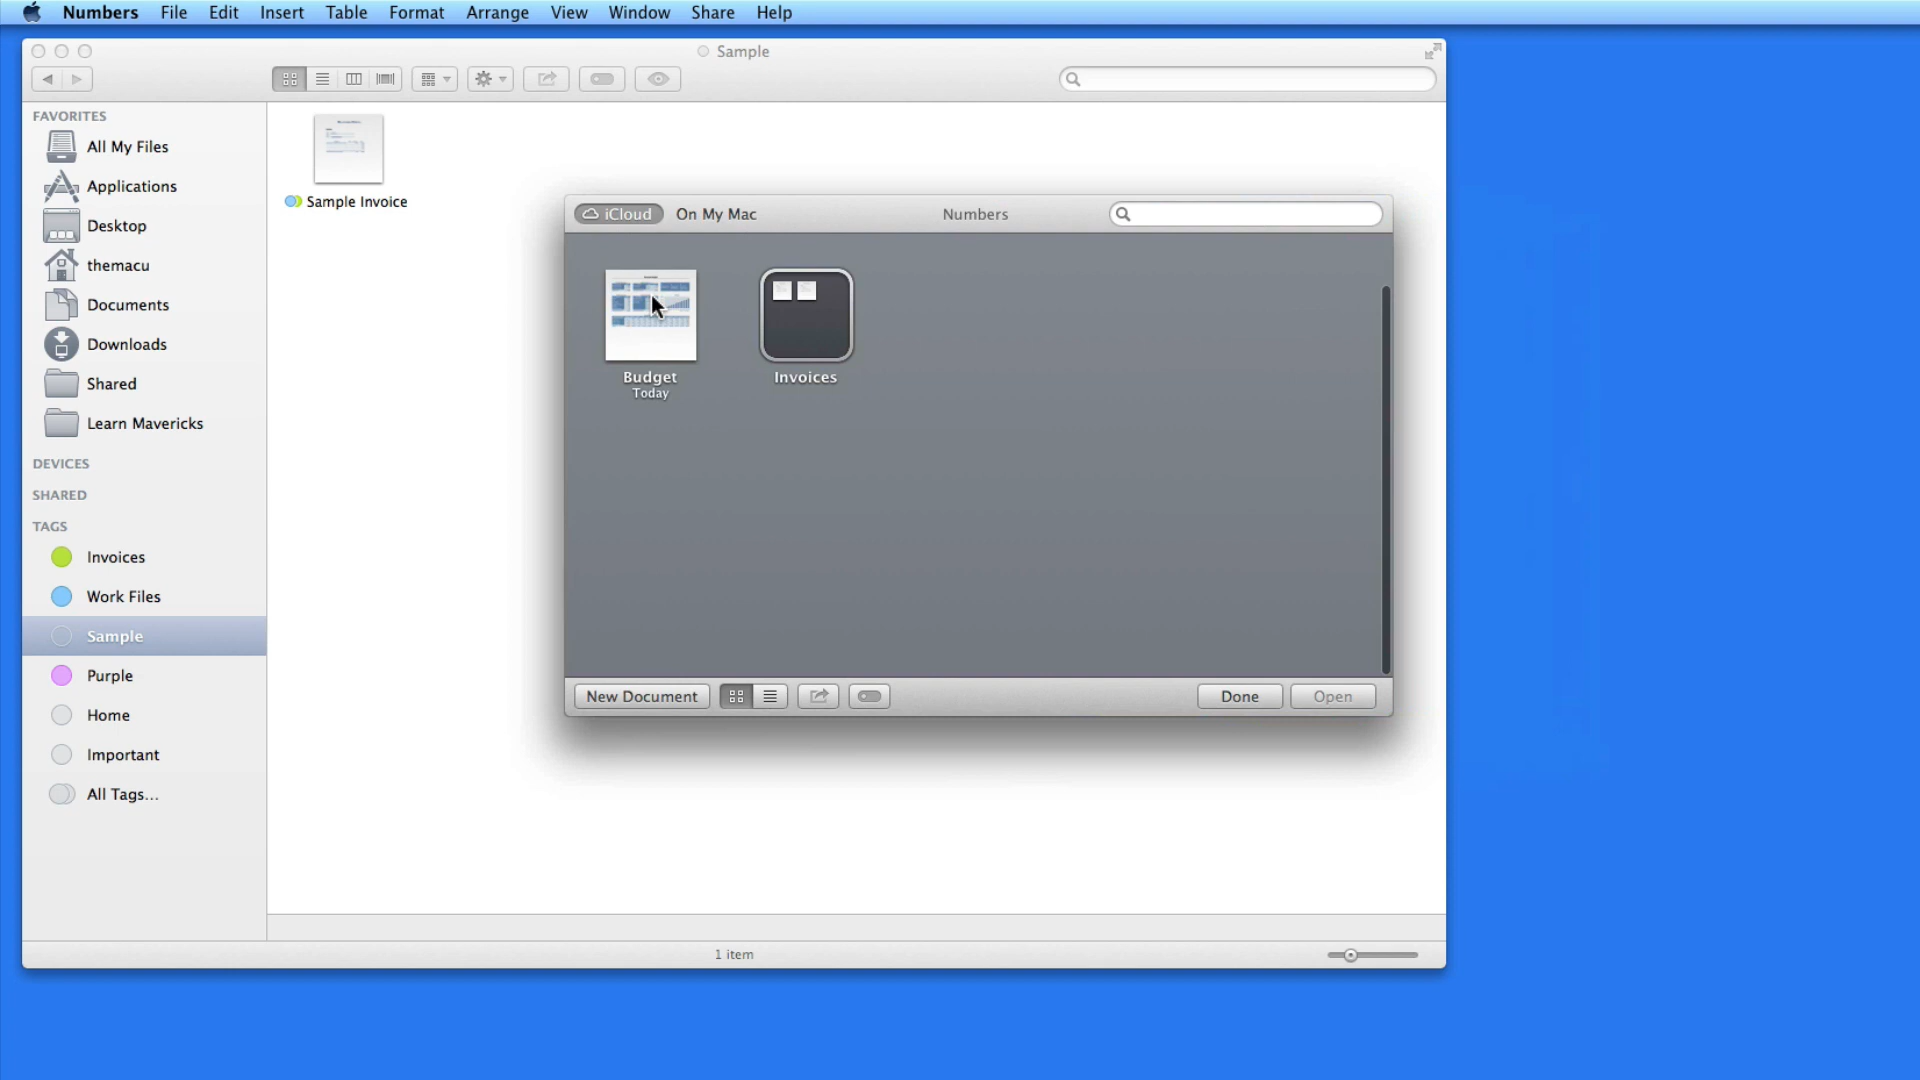 Numbers File Edit Insert Table Format Arrange View Window Share Help
Sample
FAVORITES
All My Files
Applications
Desktop
themacu
Documents
Downloads
Shared
Learn Mavericks
DEVICES
SHARED
TAGS
Invoices
Work Files
Sample
Purple
Home
Important
All Tags...
Sample Invoice
iCloud On My Mac Numbers
Budget
Today
Invoices
New Document Done Open
1 item